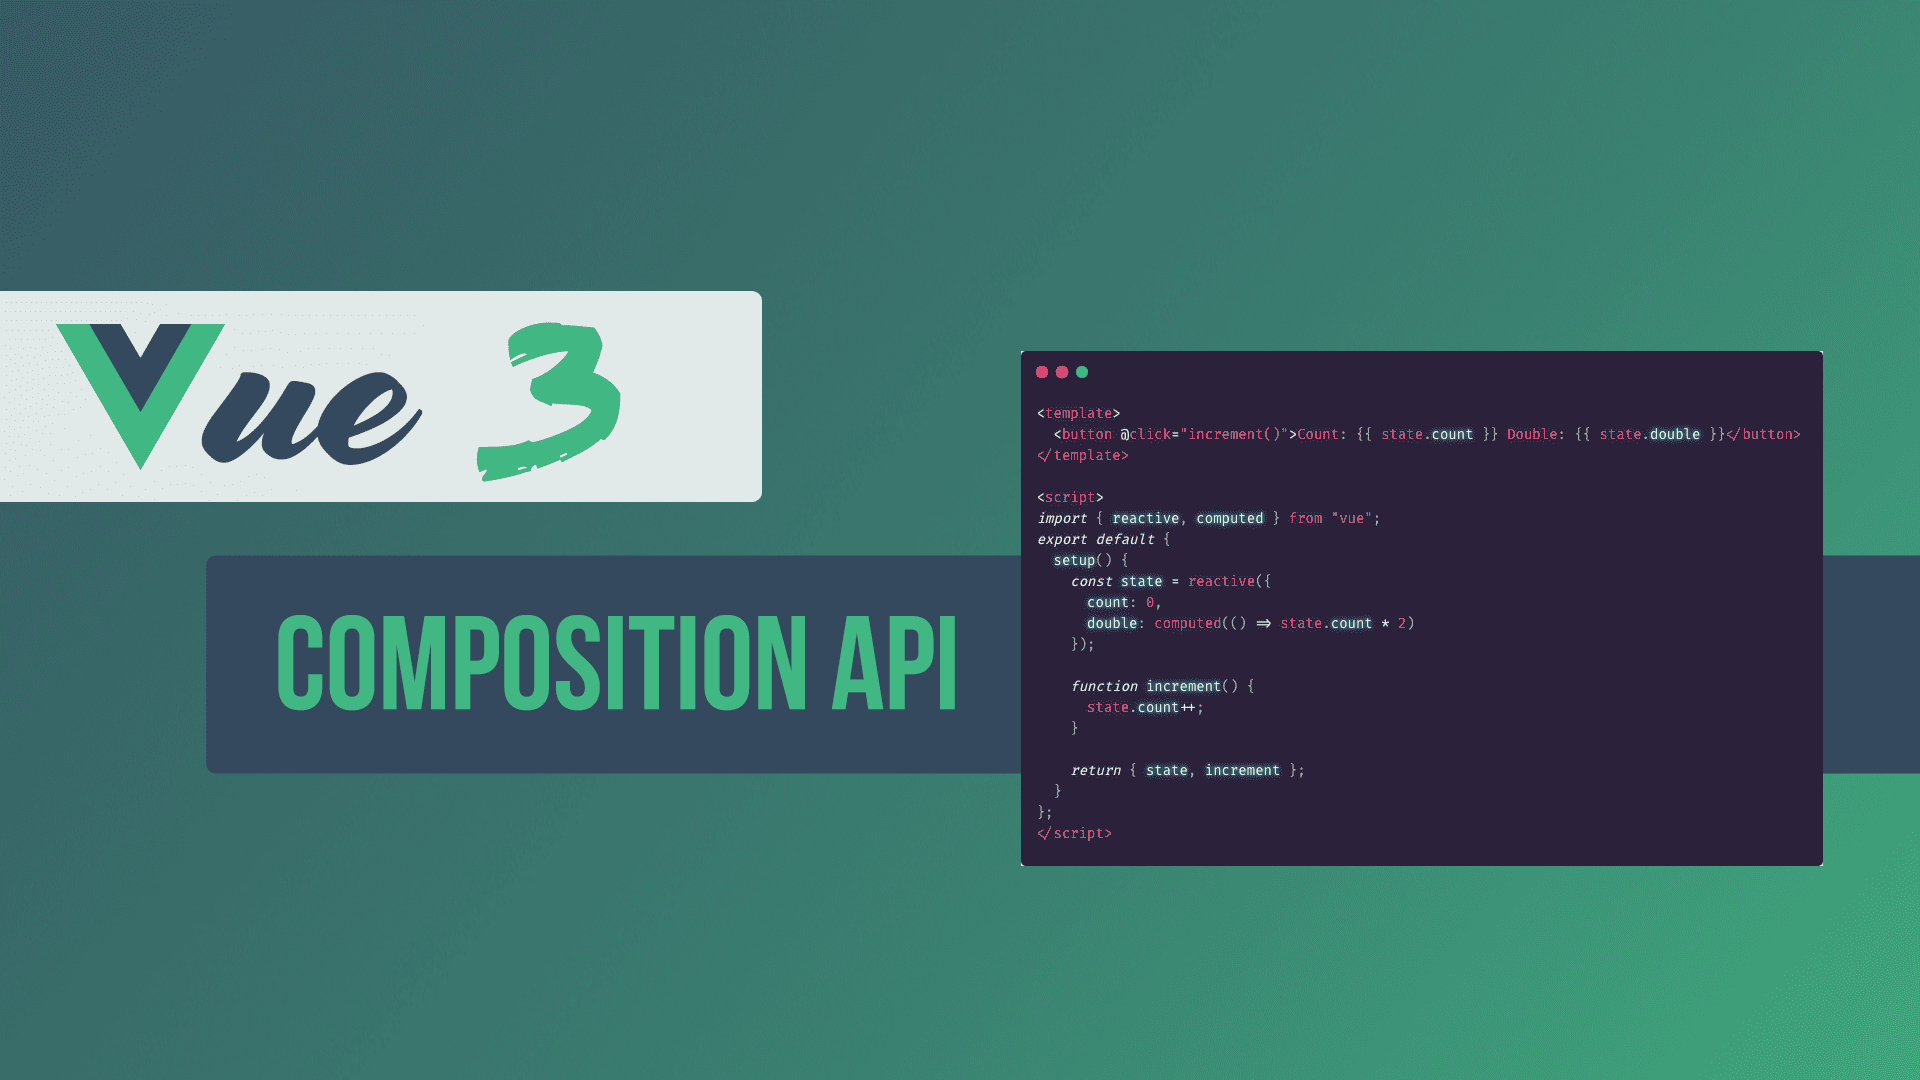 Vue 3
COMPOSITION API
<template>
  <button @click="increment()">Count: {{ state.count }} Double: {{ state.double }}</button>
</template>

<script>
import { reactive, computed } from "vue";
export default {
  setup() {
    const state = reactive({
      count: 0,
      double: computed(() => state.count * 2)
    });

    function increment() {
      state.count++;
    }

    return { state, increment };
  }
};
</script>